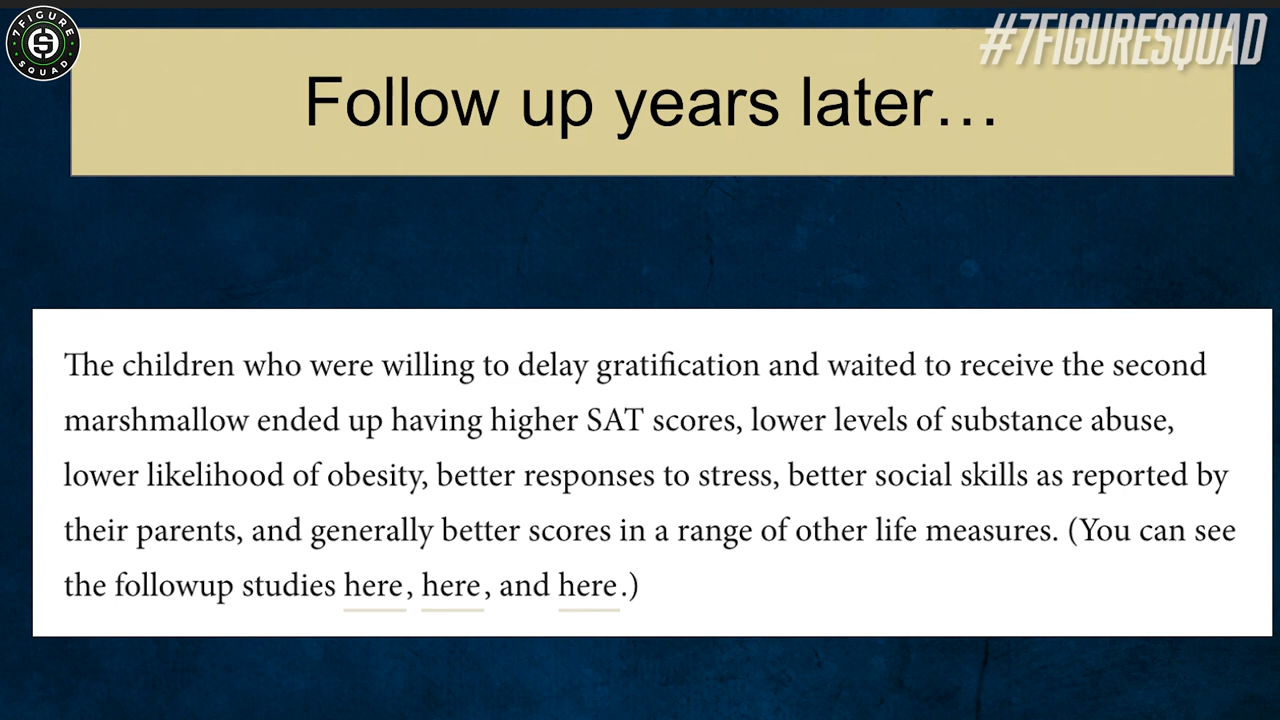 7 FIGURE
SQUAD
#7FIGURESQUAD
Follow up years later…
The children who were willing to delay gratification and waited to receive the second
marshmallow ended up having higher SAT scores, lower levels of substance abuse,
lower likelihood of obesity, better responses to stress, better social skills as reported by
their parents, and generally better scores in a range of other life measures. (You can see
the followup studies here, here, and here.)